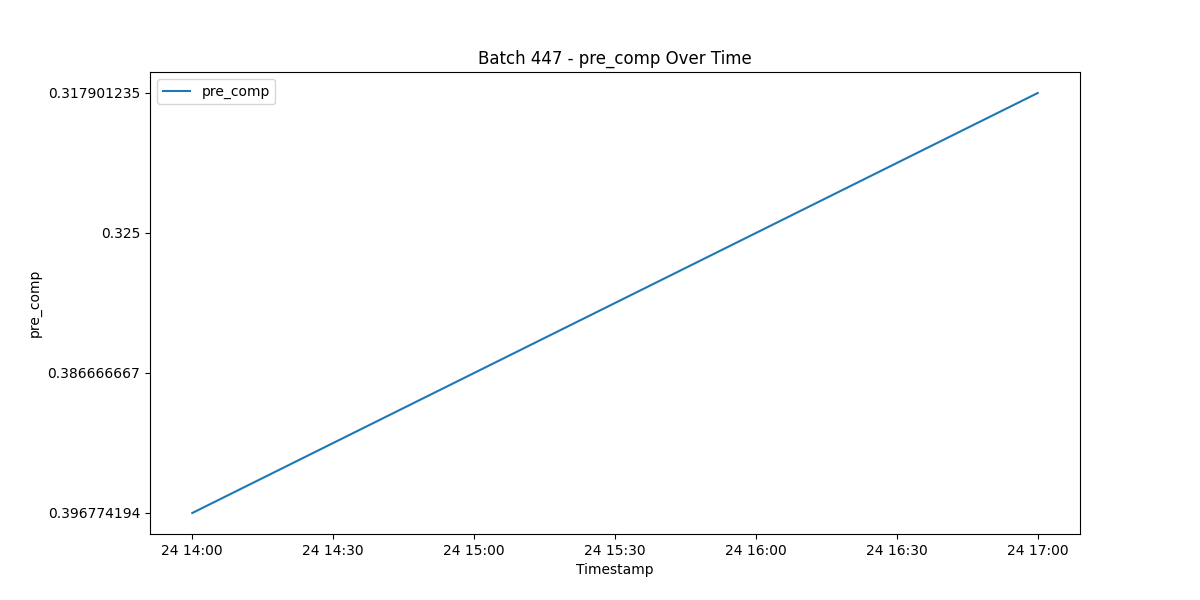 Batch 447 - pre_comp Over Time
pre_comp
0.317901235
0.325
0.386666667
0.396774194
pre_comp
24 14:00
24 14:30
24 15:00
24 15:30
24 16:00
24 16:30
24 17:00
Timestamp